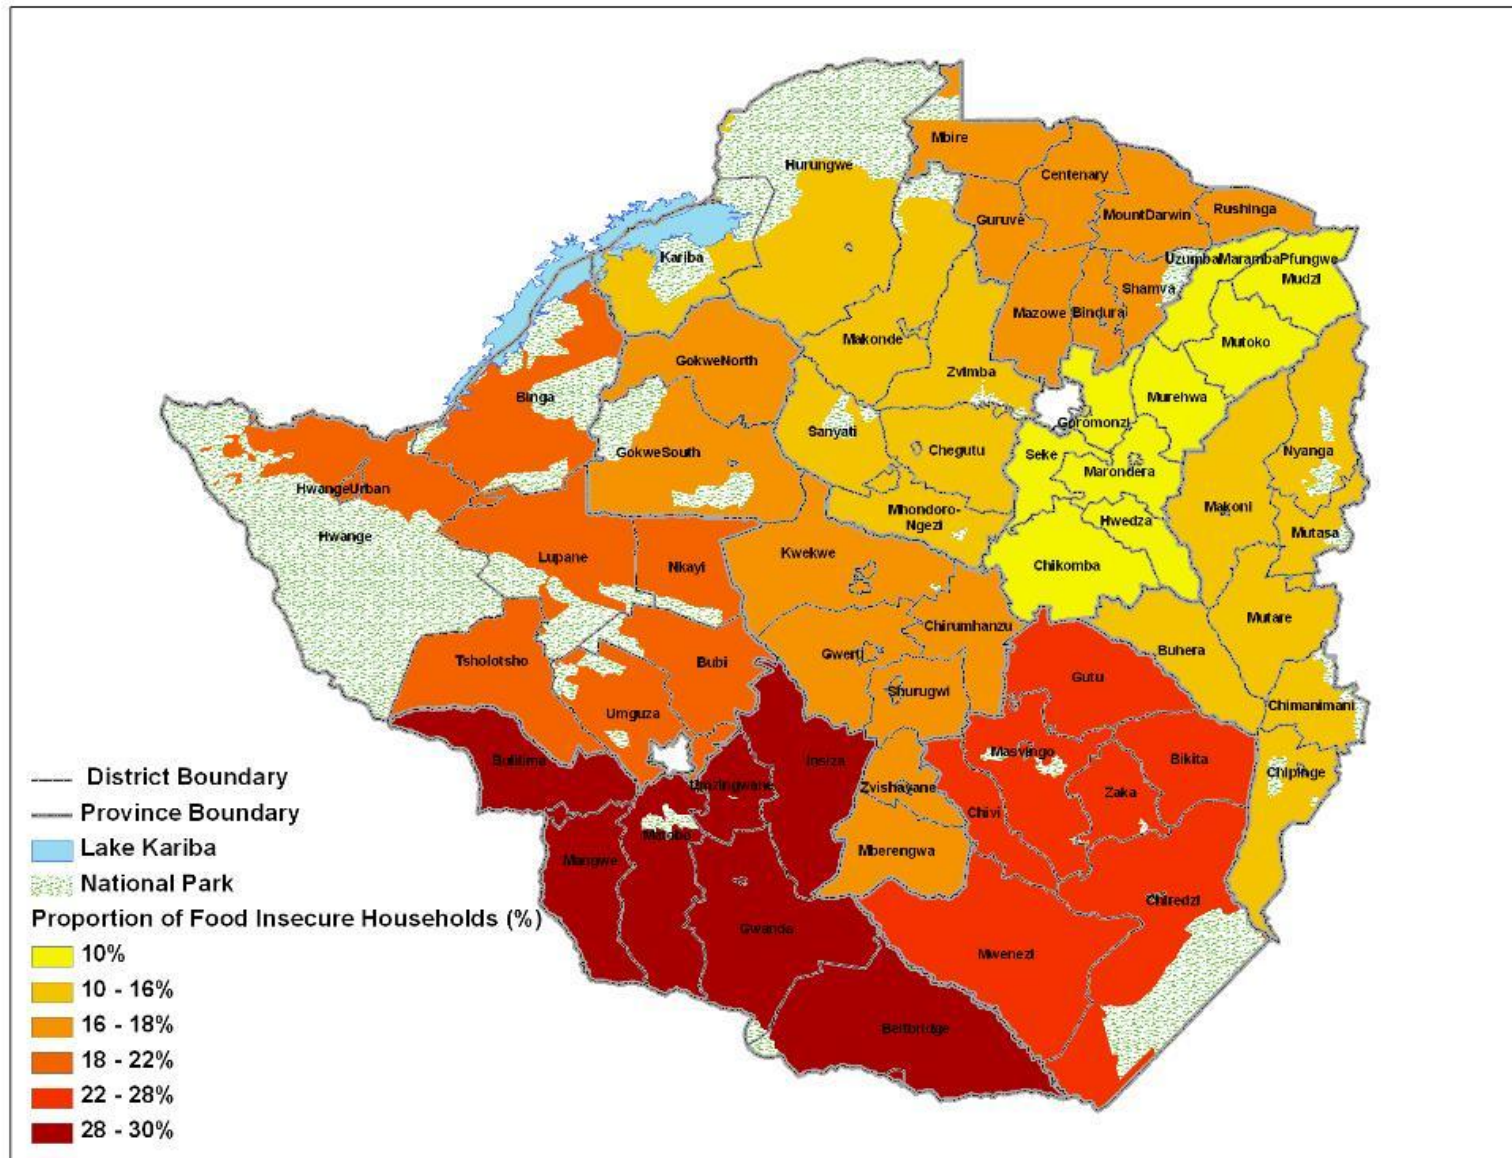 Mbire
Hurungwe
Centenary
Guruve
MountDarwin
Rushinga
Kariba
UzumbaMarambaPfungwe
Mudzi
Shamva
Mazowe
Bindurai
Makonde
Mutoko
GokweNorth
Zvimba
Binga
Murehwa
Goromonzi
Sanyati
Chegutu
Seke
Nyanga
GokweSouth
Marondera
HwangeUrban
Makoni
Mhondoro-
Ngezi
Hwedza
Mutasa
Hwange
Kwekwe
Lupane
Nkayi
Chikomba
Chirumhanzu
Mutare
Tsholotsho
Bubi
Gwerti
Buhera
Gutu
Shurugwi
Chimanimani
Umguza
Masvingo
Bulilima
Insiza
Bikita
Umzingwane
Zvishavane
Chipinge
Zaka
Chivi
Matobo
Mberengwa
Mangwe
Chiredzi
Gwanda
Mwenezi
Beitbridge
District Boundary
Province Boundary
Lake Kariba
National Park
Proportion of Food Insecure Households (%)
10%
10 - 16%
16 - 18%
18 - 22%
22 - 28%
28 - 30%